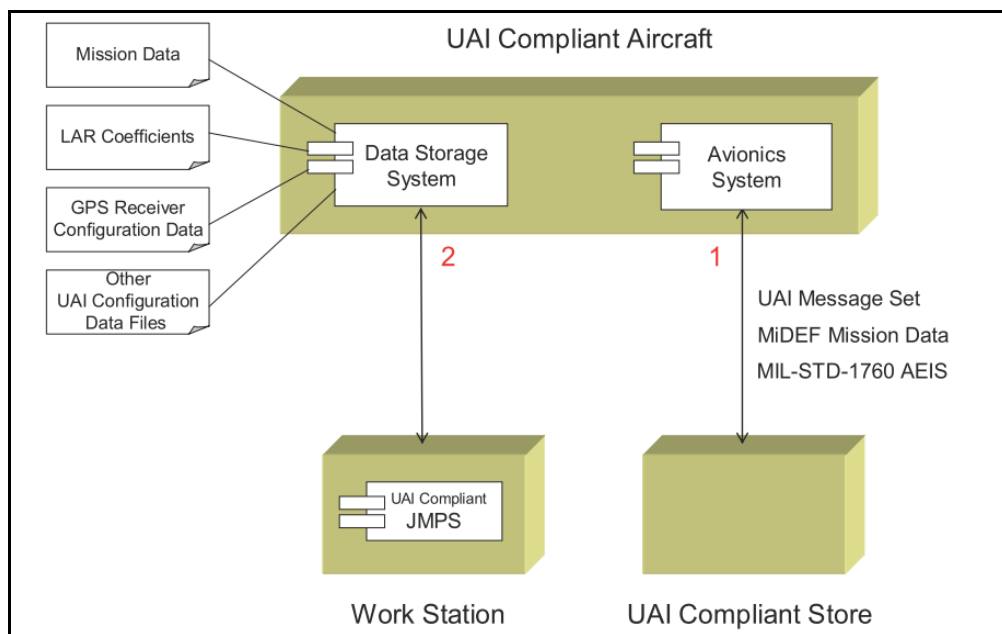 UAI Compliant Aircraft
Mission Data
LAR Coefficients
GPS Receiver
Configuration Data
Other
UAI Configuration
Data Files
Data Storage
System
Avionics
System
2
1
UAI Message Set
MiDEF Mission Data
MIL-STD-1760 AEIS
UAI Compliant
JMPS
Work Station
UAI Compliant Store